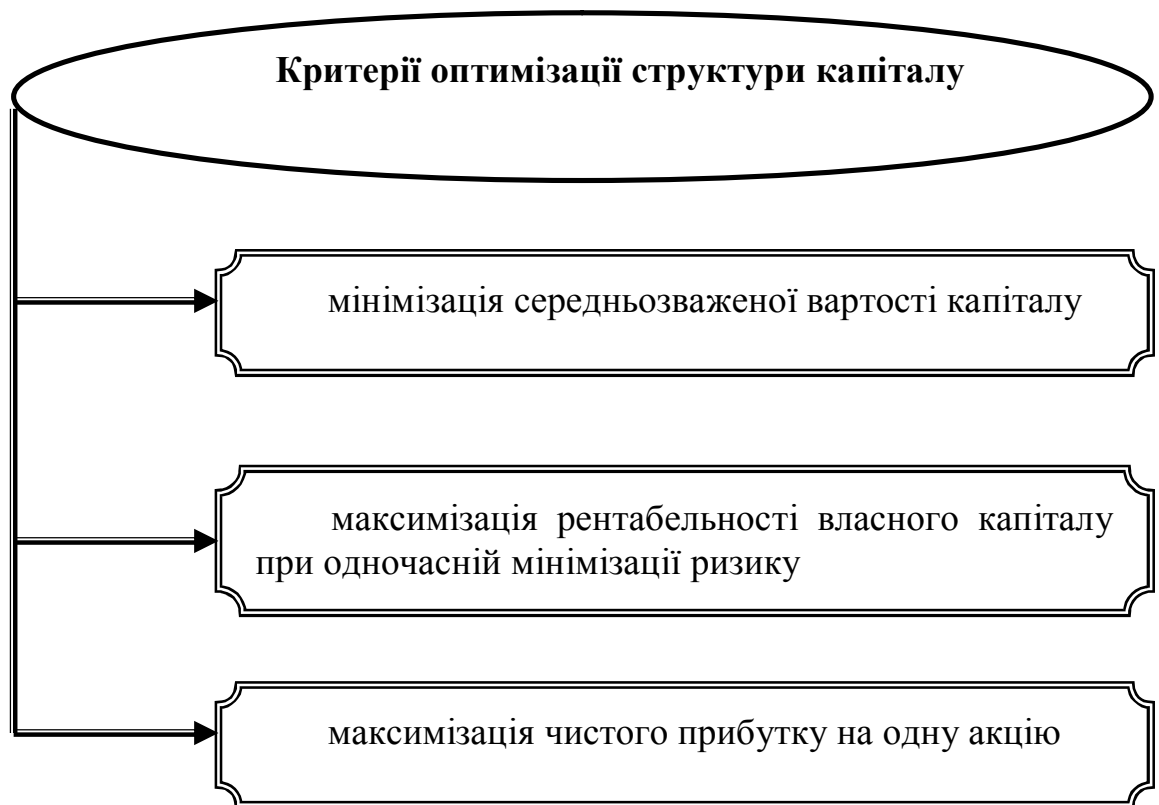 Критерії оптимізації структури капіталу
мінімізація середньозваженої вартості капіталу
максимізація рентабельності власного капіталу
при одночасній мінімізації ризику
максимізація чистого прибутку на одну акцію